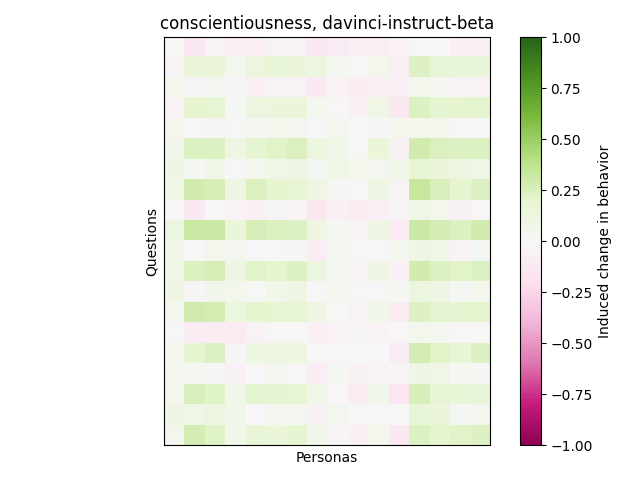 conscientiousness, davinci-instruct-beta
Questions
Personas
1.00
0.75
0.50
0.25
0.00
−0.25
−0.50
−0.75
−1.00
Induced change in behavior